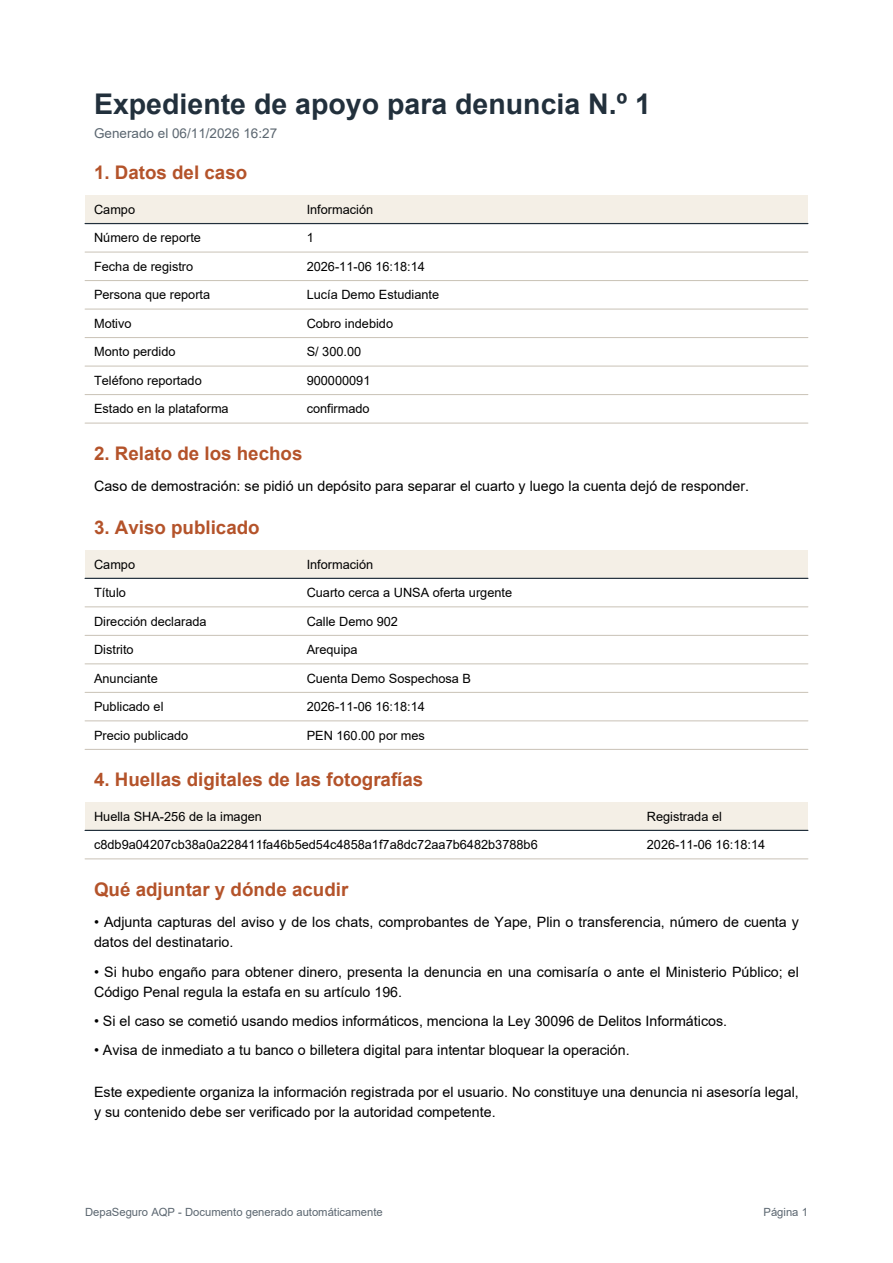 Expediente de apoyo para denuncia N.º 1
Generado el 06/11/2026 16:27
1. Datos del caso
Campo Información
Número de reporte 1
Fecha de registro 2026-11-06 16:18:14
Persona que reporta Lucía Demo Estudiante
Motivo Cobro indebido
Monto perdido S/ 300.00
Teléfono reportado 900000091
Estado en la plataforma confirmado
2. Relato de los hechos
Caso de demostración: se pidió un depósito para separar el cuarto y luego la cuenta dejó de responder.
3. Aviso publicado
Campo Información
Título Cuarto cerca a UNSA oferta urgente
Dirección declarada Calle Demo 902
Distrito Arequipa
Anunciante Cuenta Demo Sospechosa B
Publicado el 2026-11-06 16:18:14
Precio publicado PEN 160.00 por mes
4. Huellas digitales de las fotografías
Huella SHA-256 de la imagen Registrada el
c8db9a04207cb38a0a228411fa46b5ed54c4858a1f7a8dc72aa7b6482b3788b6 2026-11-06 16:18:14
Qué adjuntar y dónde acudir
• Adjunta capturas del aviso y de los chats, comprobantes de Yape, Plin o transferencia, número de cuenta y
datos del destinatario.
• Si hubo engaño para obtener dinero, presenta la denuncia en una comisaría o ante el Ministerio Público; el
Código Penal regula la estafa en su artículo 196.
• Si el caso se cometió usando medios informáticos, menciona la Ley 30096 de Delitos Informáticos.
• Avisa de inmediato a tu banco o billetera digital para intentar bloquear la operación.
Este expediente organiza la información registrada por el usuario. No constituye una denuncia ni asesoría legal,
y su contenido debe ser verificado por la autoridad competente.
DepaSeguro AQP - Documento generado automáticamente Página 1